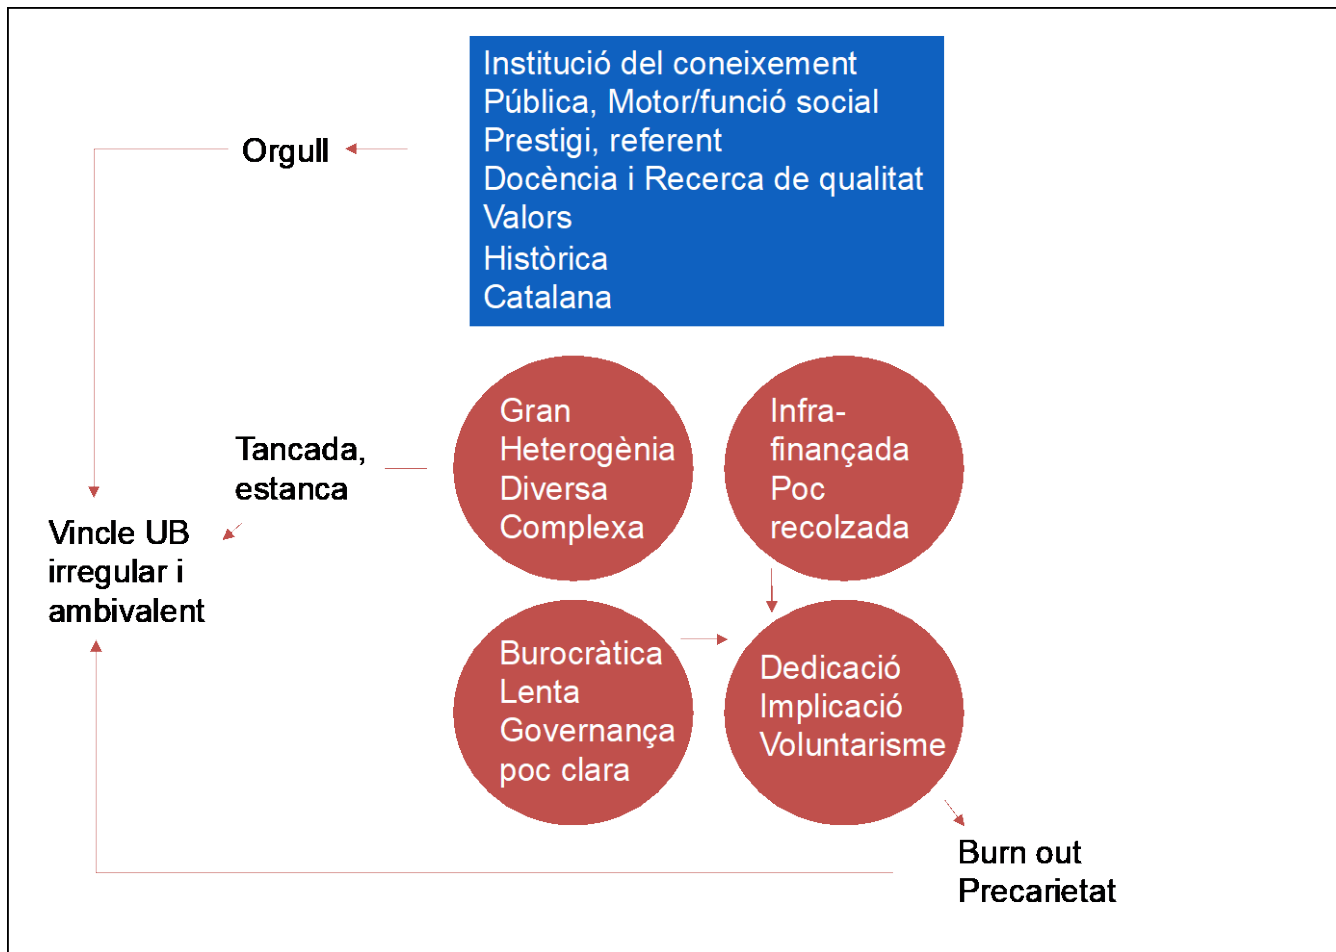 Institució del coneixement
Pública, Motor/funció social
Prestigi, referent
Docència i Recerca de qualitat
Valors
Històrica
Catalana
Orgull
Tancada,
estanca
Gran
Heterogènia
Diversa
Complexa
Infra-
finançada
Poc
recolzada
Vincle UB
irregular i
ambivalent
Burocràtica
Lenta
Governança
poc clara
Dedicació
Implicació
Voluntarisme
Burn out
Precarietat